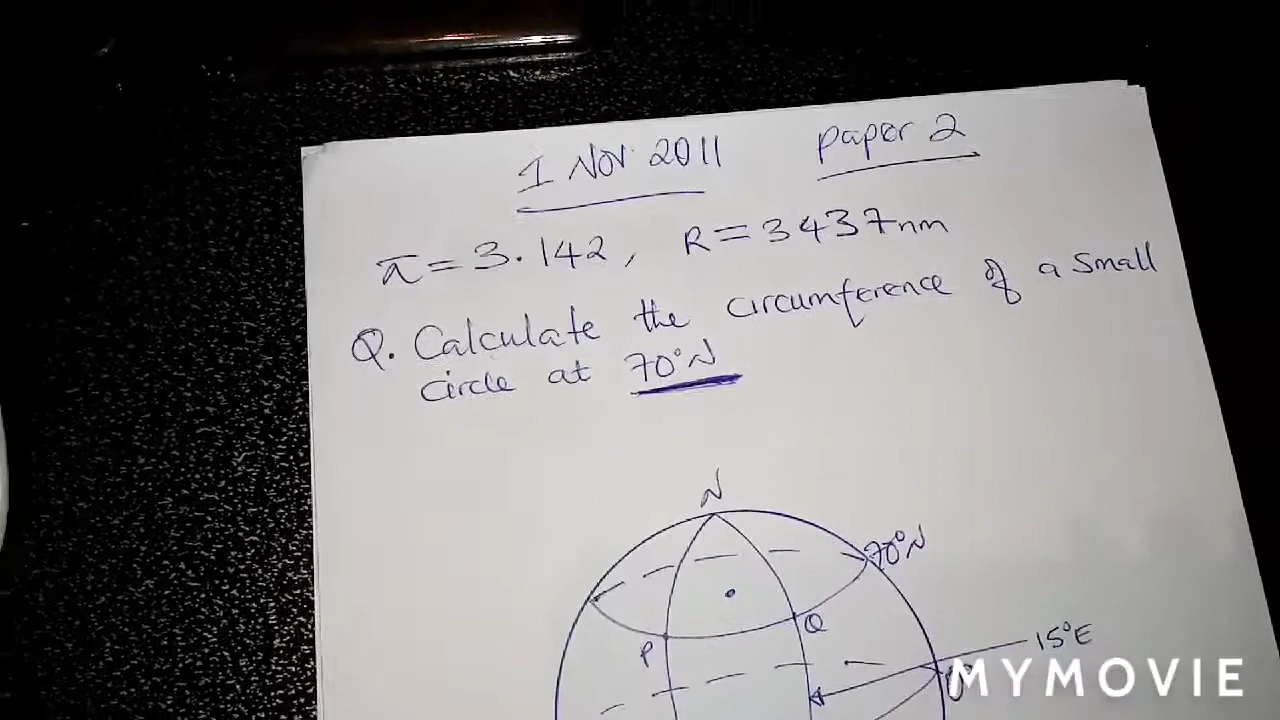 1 Nov 2011 paper 2
π = 3.142, R = 3437nm
Q. Calculate the circumference of a small
circle at 70°N
N
70°N
Q
P
15°E
0°
MYMOVIE